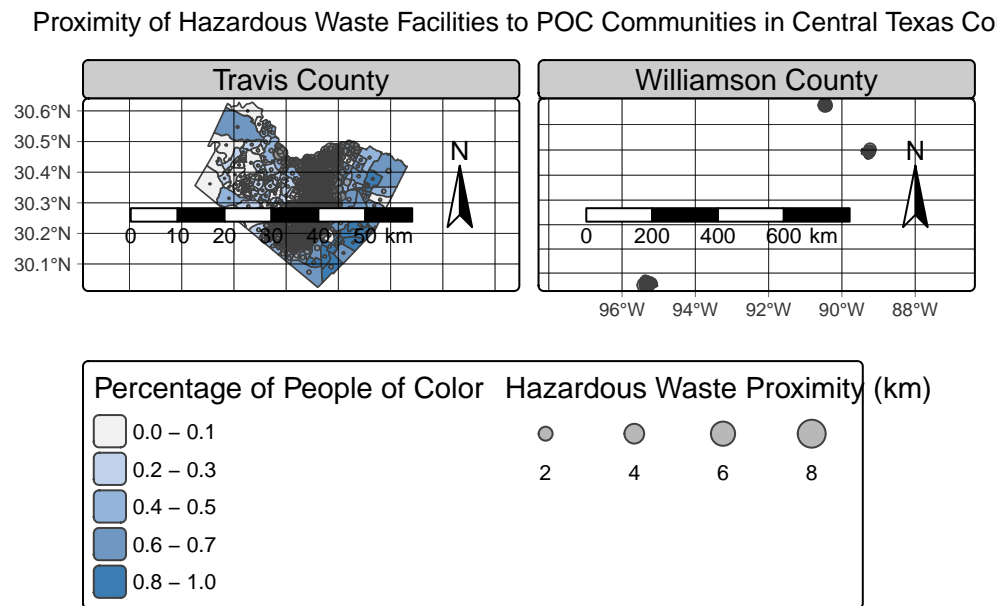 Proximity of Hazardous Waste Facilities to POC Communities in Central Texas Co
Travis County
Williamson County
30.6°N
30.5°N
30.4°N
30.3°N
30.2°N
30.1°N
N
0 10 20 30 40 50 km
N
0 200 400 600 km
96°W 94°W 92°W 90°W 88°W
Percentage of People of Color
0.0 – 0.1
0.2 – 0.3
0.4 – 0.5
0.6 – 0.7
0.8 – 1.0
Hazardous Waste Proximity (km)
2 4 6 8